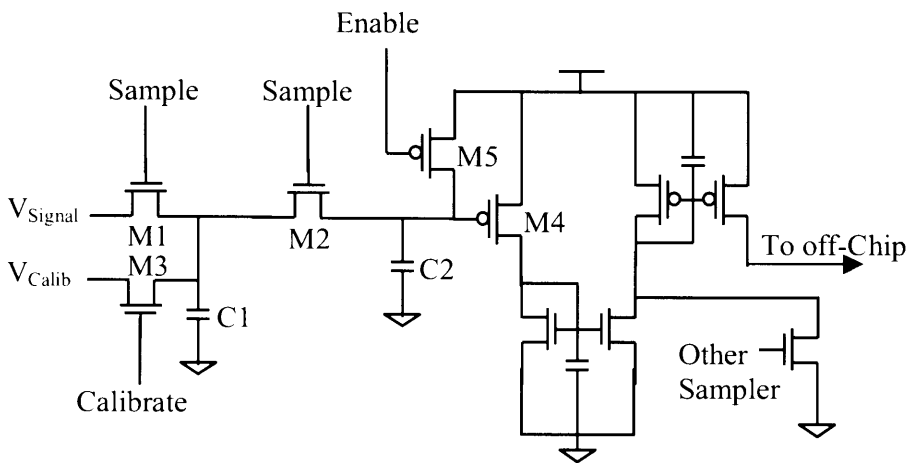 Enable
Sample
Sample
M5
V_Signal
M1
M2
M4
To off-Chip
V_Calib
M3
C1
C2
Other
Sampler
Calibrate